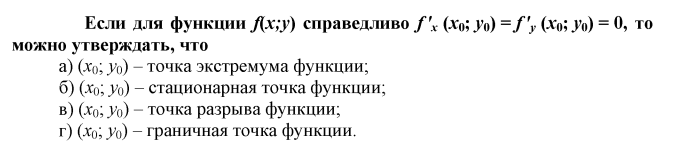 Если для функции f(x;y) справедливо f'ₓ (x₀; y₀) = f'ᵧ (x₀; y₀) = 0, то
можно утверждать, что
а) (x₀; y₀) – точка экстремума функции;
б) (x₀; y₀) – стационарная точка функции;
в) (x₀; y₀) – точка разрыва функции;
г) (x₀; y₀) – граничная точка функции.